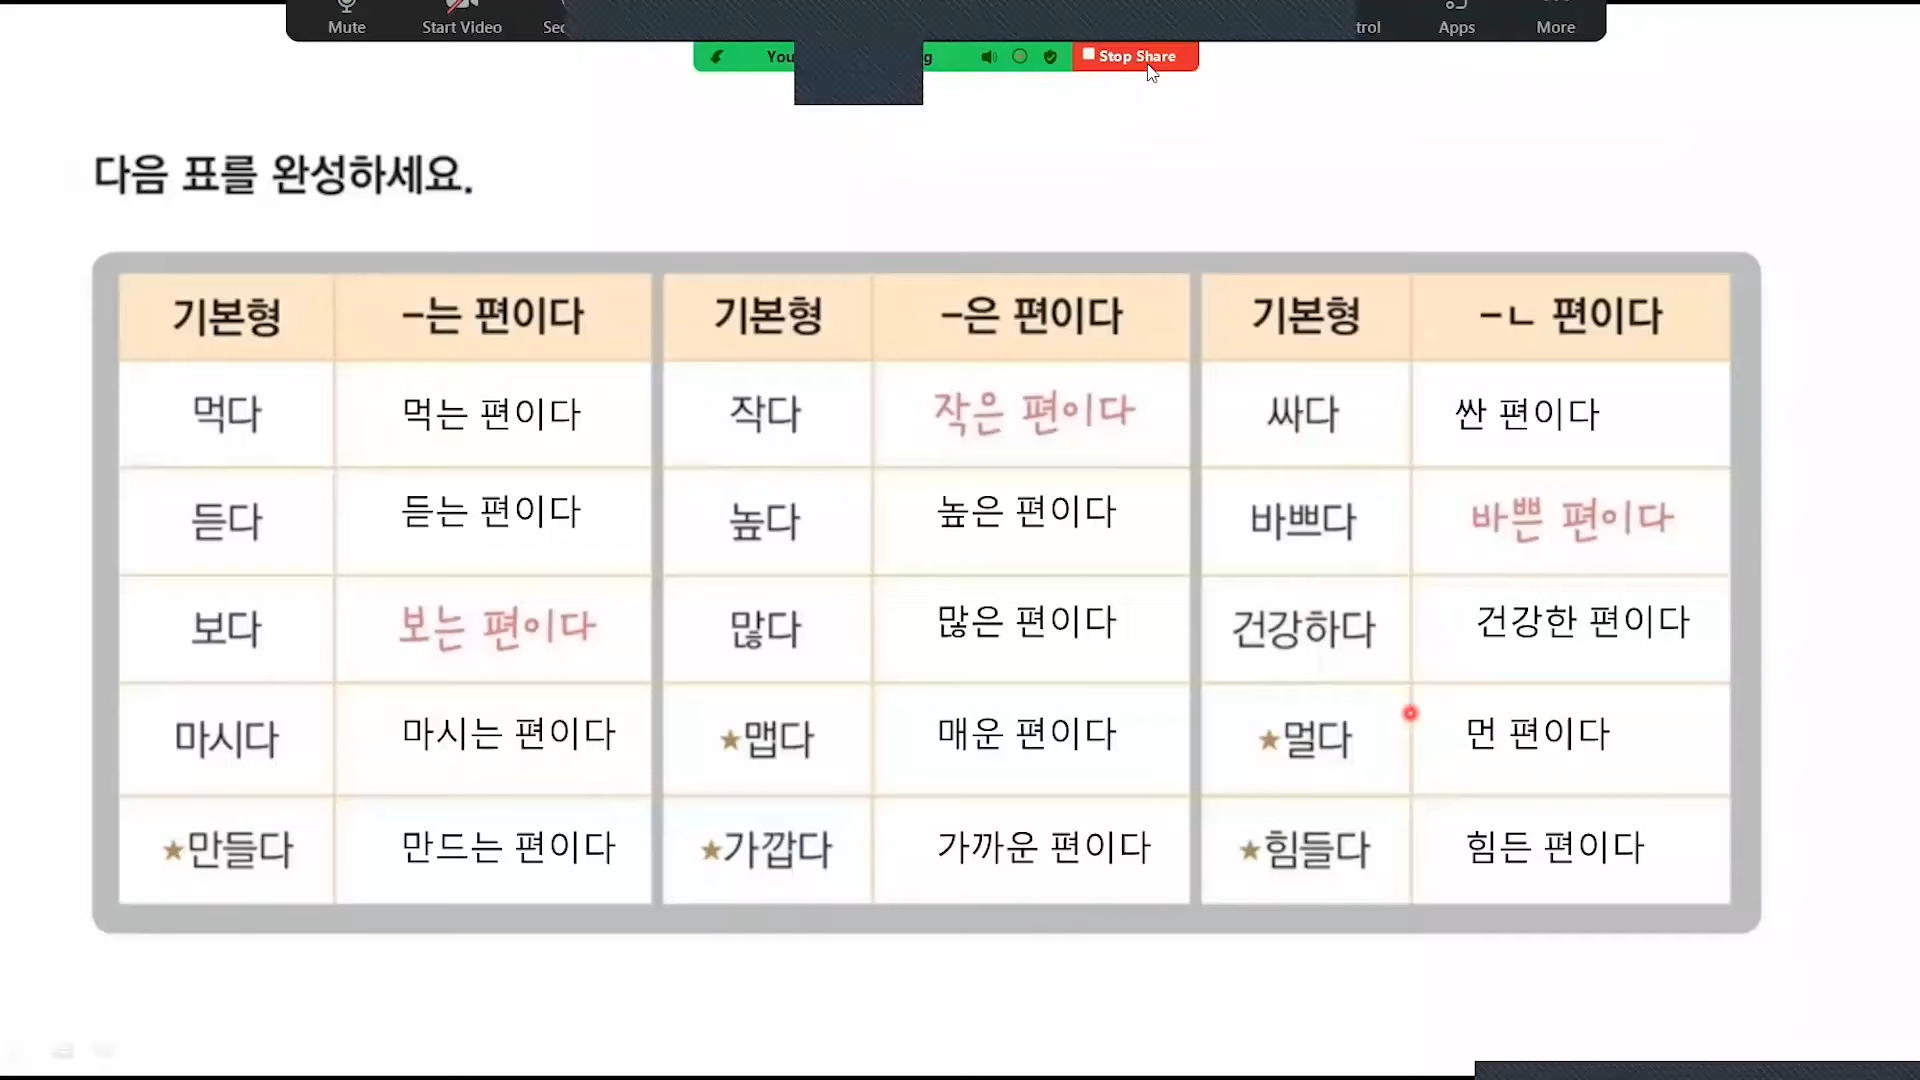 Mute Start Video Apps More
Stop Share
다음 표를 완성하세요.
기본형 -는 편이다 기본형 -은 편이다 기본형 -ㄴ 편이다
먹다 먹는 편이다 작다 작은 편이다 싸다 싼 편이다
듣다 듣는 편이다 높다 높은 편이다 바쁘다 바쁜 편이다
보다 보는 편이다 많다 많은 편이다 건강하다 건강한 편이다
마시다 마시는 편이다 ★맵다 매운 편이다 ★멀다 먼 편이다
★만들다 만드는 편이다 ★가깝다 가까운 편이다 ★힘들다 힘든 편이다